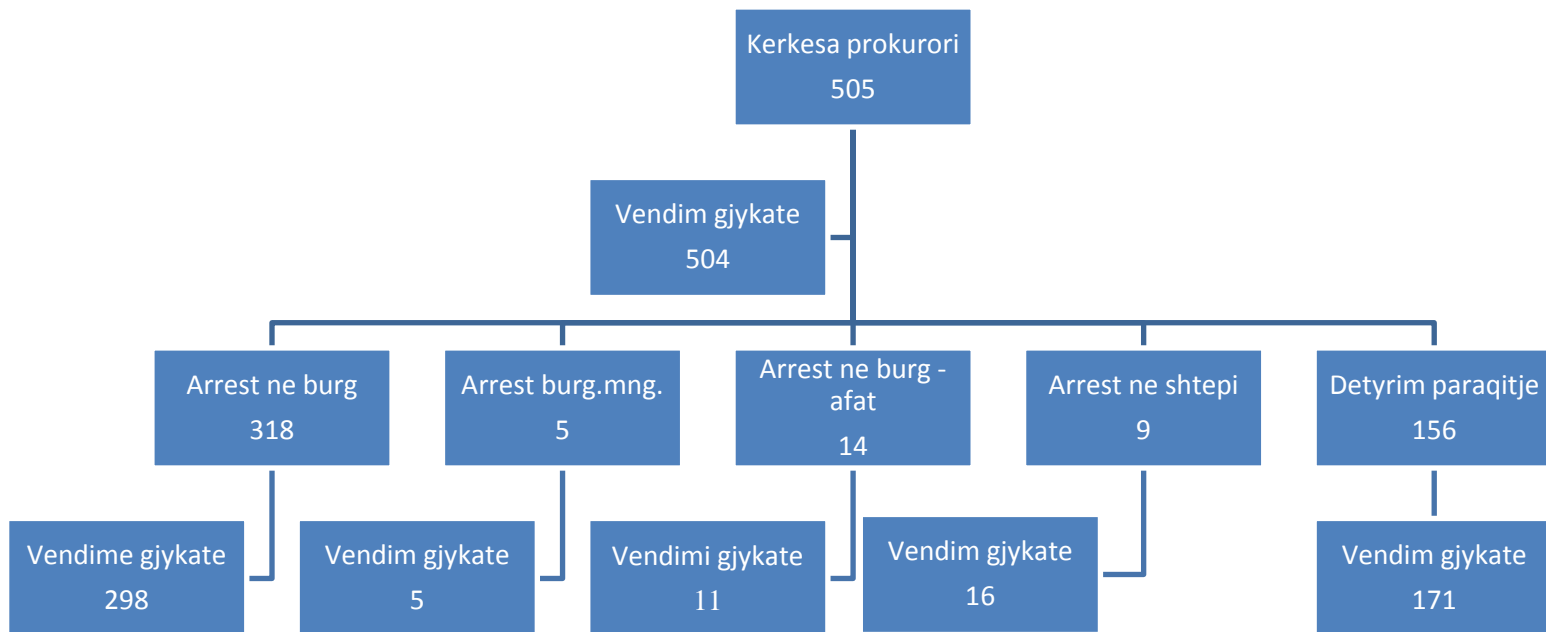 Kerkesa prokurori
505
Vendim gjykate
504
Arrest ne burg
318
Arrest burg.mng.
5
Arrest ne burg -
afat
14
Arrest ne shtepi
9
Detyrim paraqitje
156
Vendime gjykate
298
Vendim gjykate
5
Vendimi gjykate
11
Vendim gjykate
16
Vendim gjykate
171